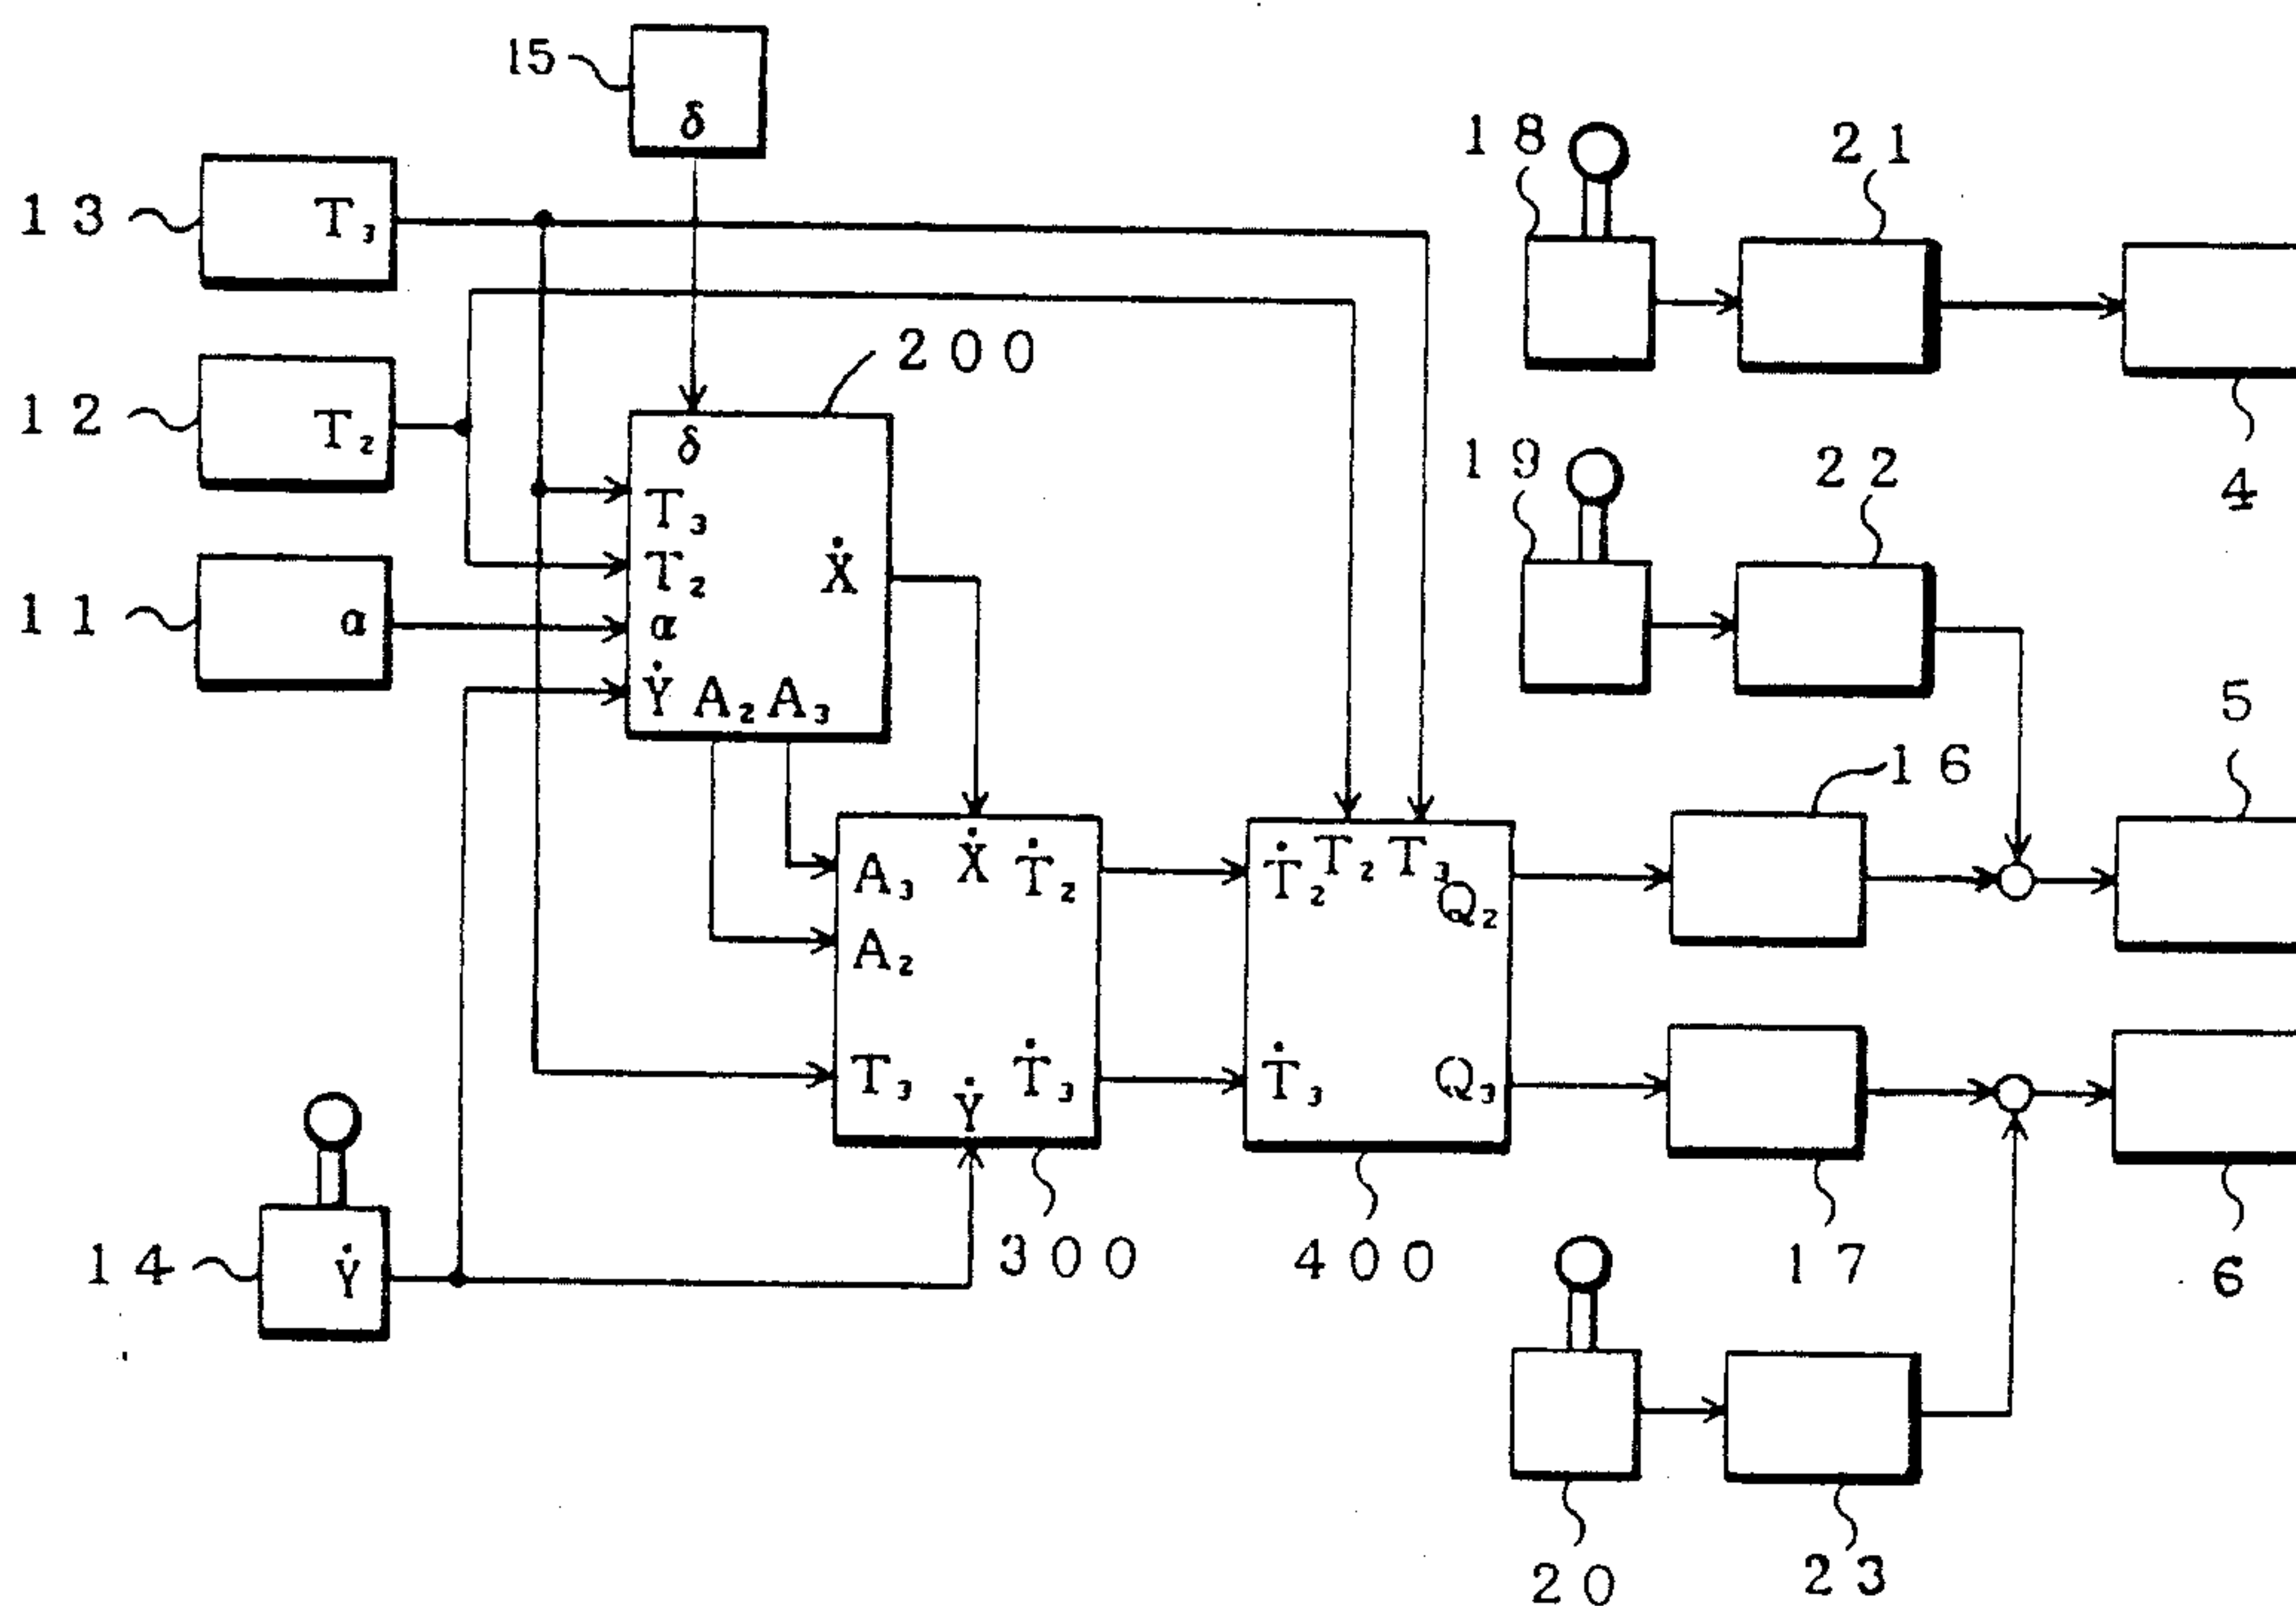 15
δ
13
T₃
12
T₂
11
α
14
Ẏ
200
δ
T₃
T₂
Ẋ
α
Ẏ A₂ A₃
300
Ẋ Ṫ₂
A₃
A₂
T₃ Ṫ₃
Ẏ
400
Ṫ₂ T₂ T₃
Q₂
Ṫ₃ Q₃
18
21
4
19
22
5
16
17
6
20
23